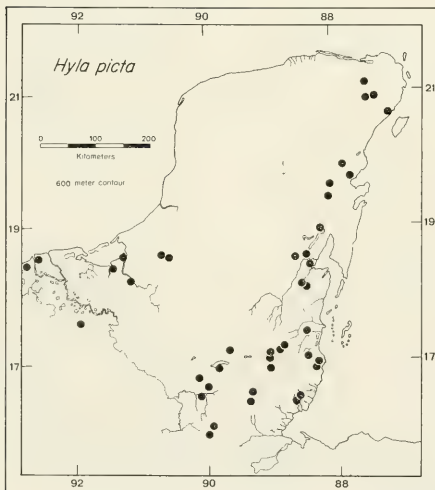 92 90 88
Hyla picta
21 21
0 100 200
Kilometers
600 meter contour
19 19
17 17
92 90 88